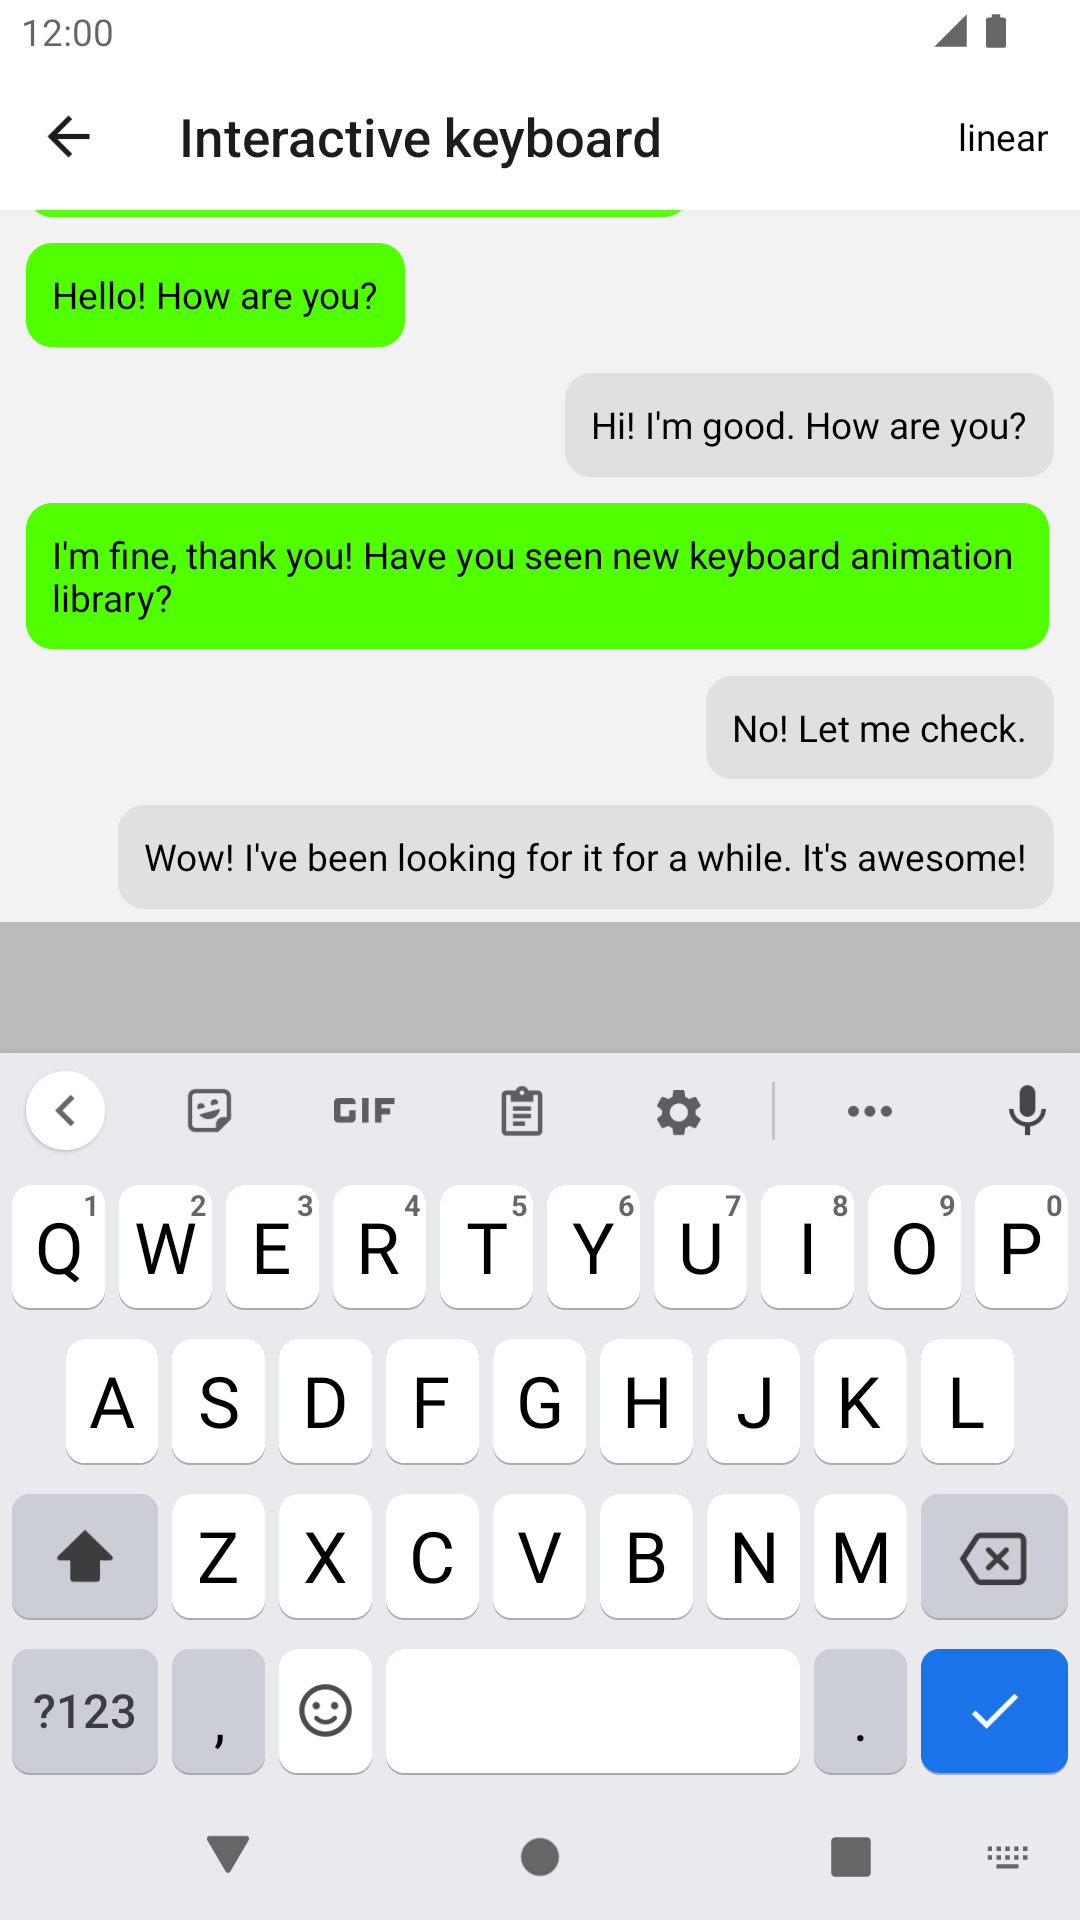 12:00
Interactive keyboard
linear
Hello! How are you?
Hi! I'm good. How are you?
I'm fine, thank you! Have you seen new keyboard animation
library?
No! Let me check.
Wow! I've been looking for it for a while. It's awesome!
GIF
Q 1 W 2 E 3 R 4 T 5 Y 6 U 7 I 8 O 9 P 0
A S D F G H J K L
Z X C V B N M
?123 , .